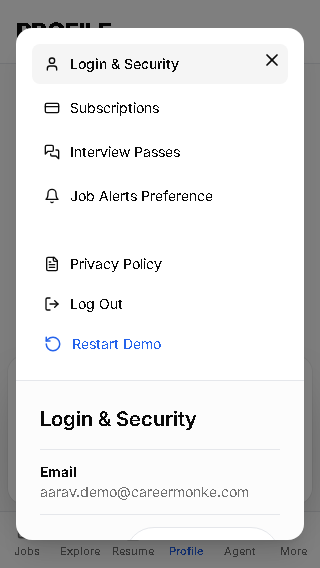 PROFILE
Login & Security
Subscriptions
Interview Passes
Job Alerts Preference
Privacy Policy
Log Out
Restart Demo
Login & Security
Email
aarav.demo@careermonke.com
Jobs Explore Resume Profile Agent More